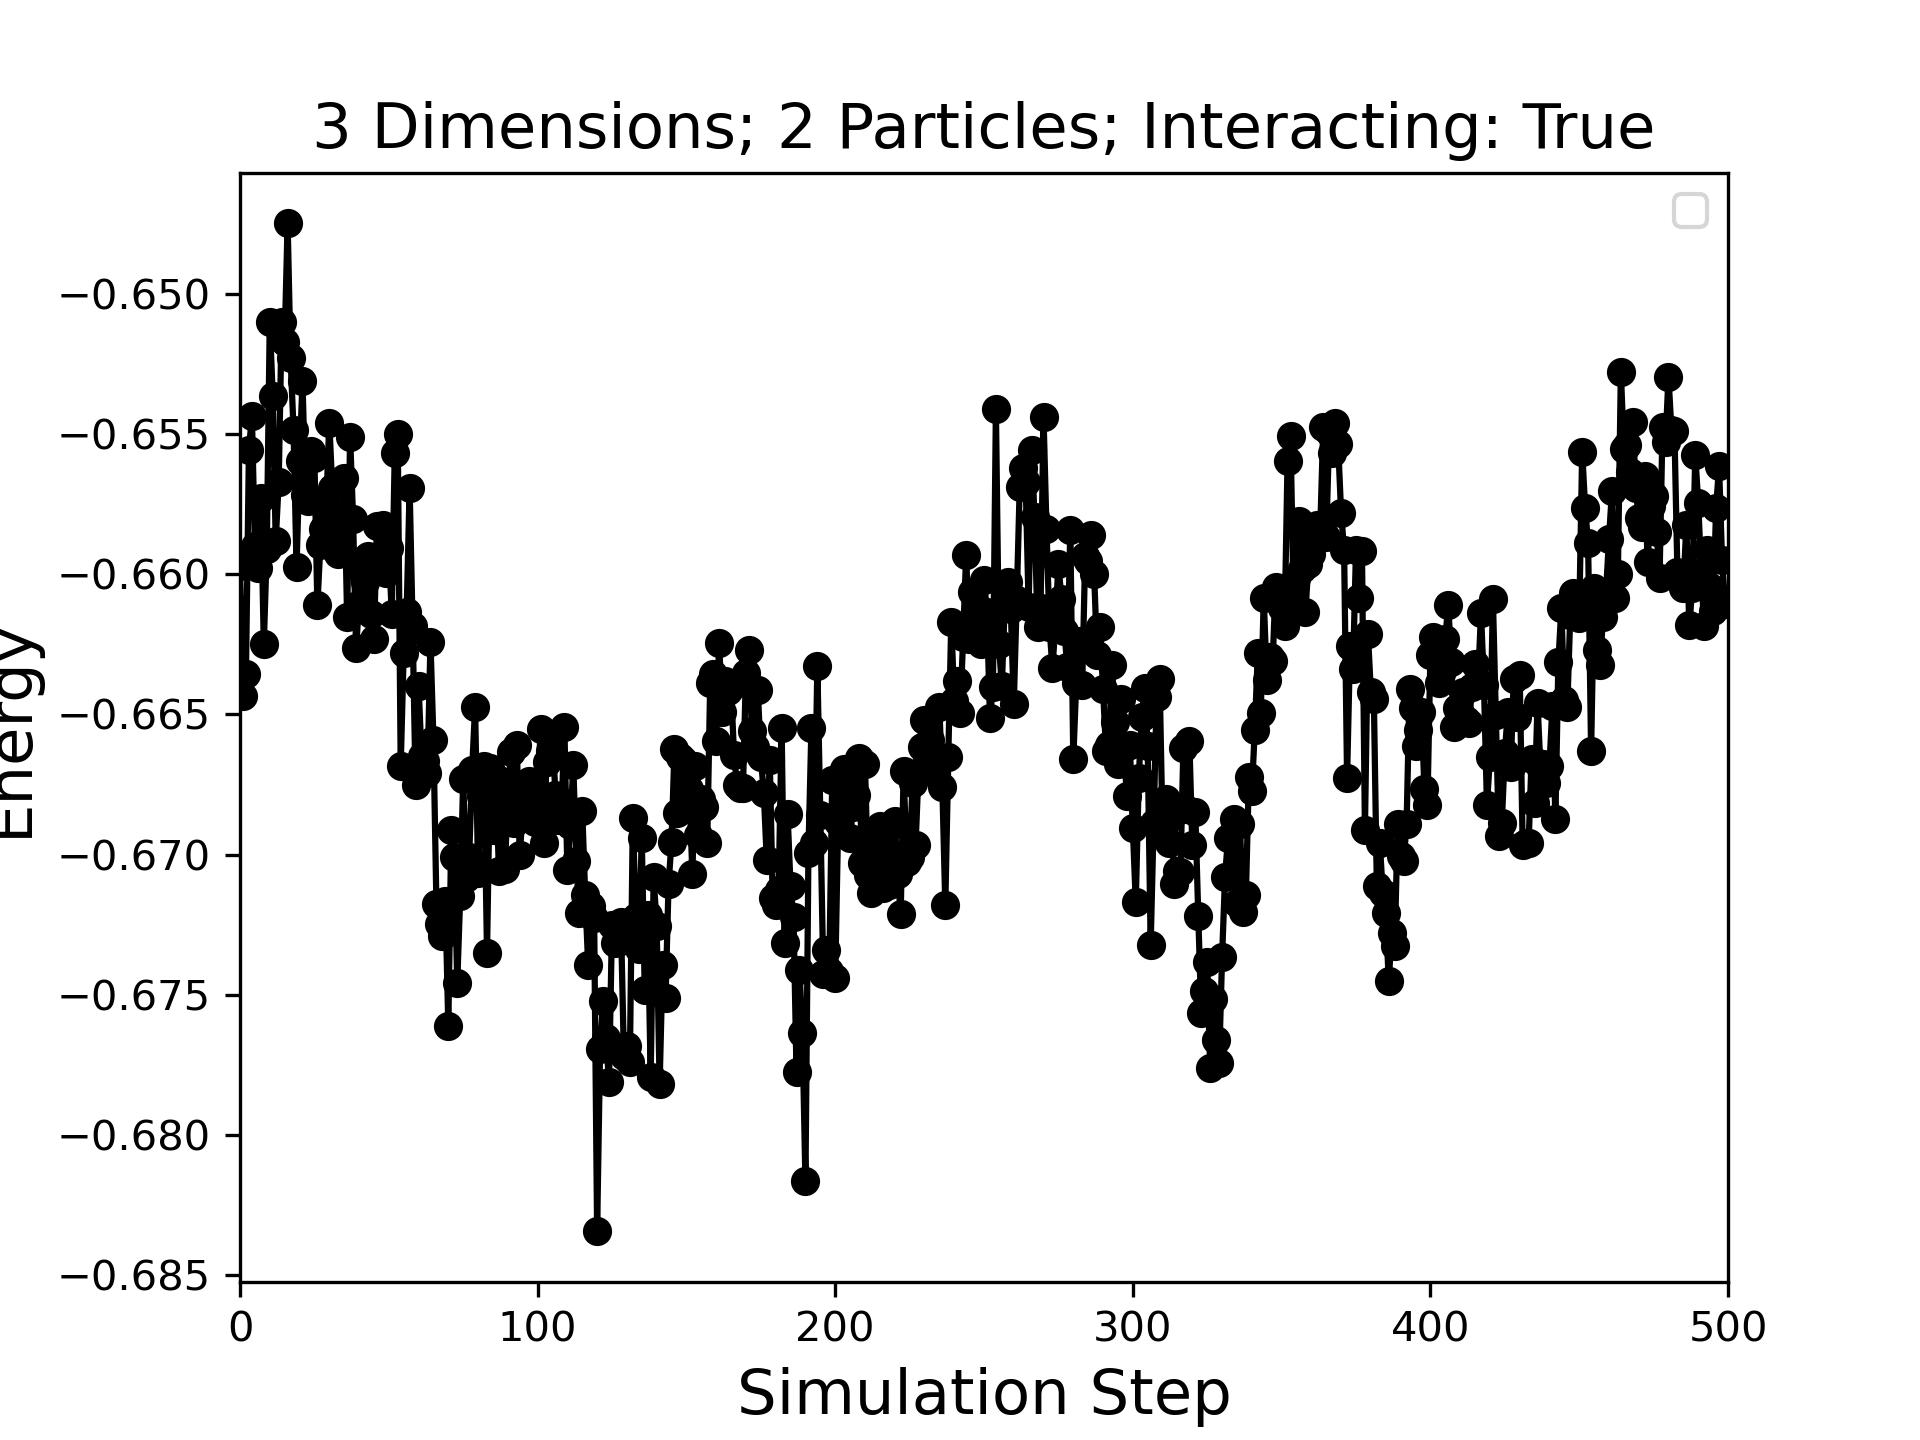 3 Dimensions; 2 Particles; Interacting: True
−0.650
−0.655
−0.660
−0.665
−0.670
−0.675
−0.680
−0.685
Energy
0 100 200 300 400 500
Simulation Step